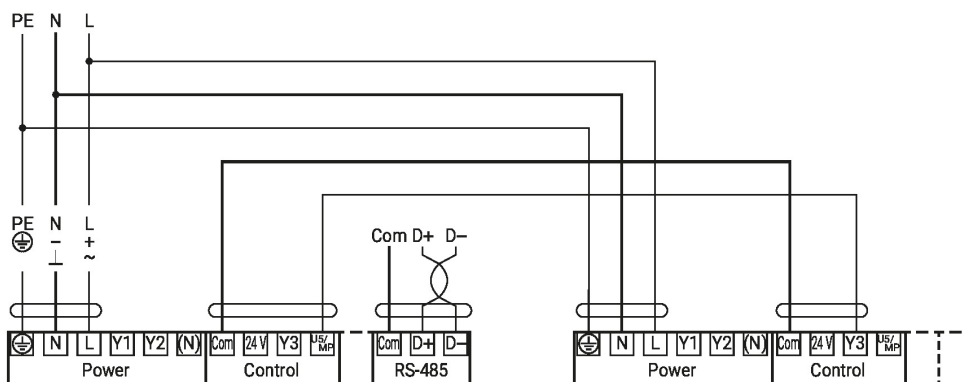 PE N L
PE N L
− +
⊥ ~
Com D+ D−
N L Y1 Y2 (N) Com 24 V Y3 U5/MP Com D+ D− N L Y1 Y2 (N) Com 24 V Y3 U5/MP
Power Control RS-485 Power Control